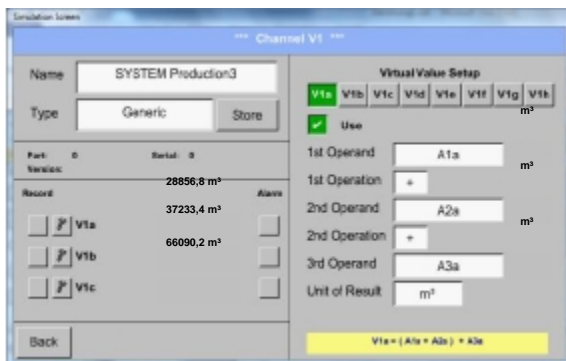 Simulation Screen
*** Channel V1 ***
Name
SYSTEM Production3
Type
Generic
Store
Part: 0
Serial: 0
Version:
Record
Alarm
28856,8 m³
V1a
37233,4 m³
V1b
66090,2 m³
V1c
Back
Virtual Value Setup
V1a V1b V1c V1d V1e V1f V1g V1h
m³
Use
1st Operand
A1a
m³
1st Operation
+
2nd Operand
A2a
m³
2nd Operation
+
3rd Operand
A3a
Unit of Result
m³
V1a = ( A1a + A2a ) + A3a